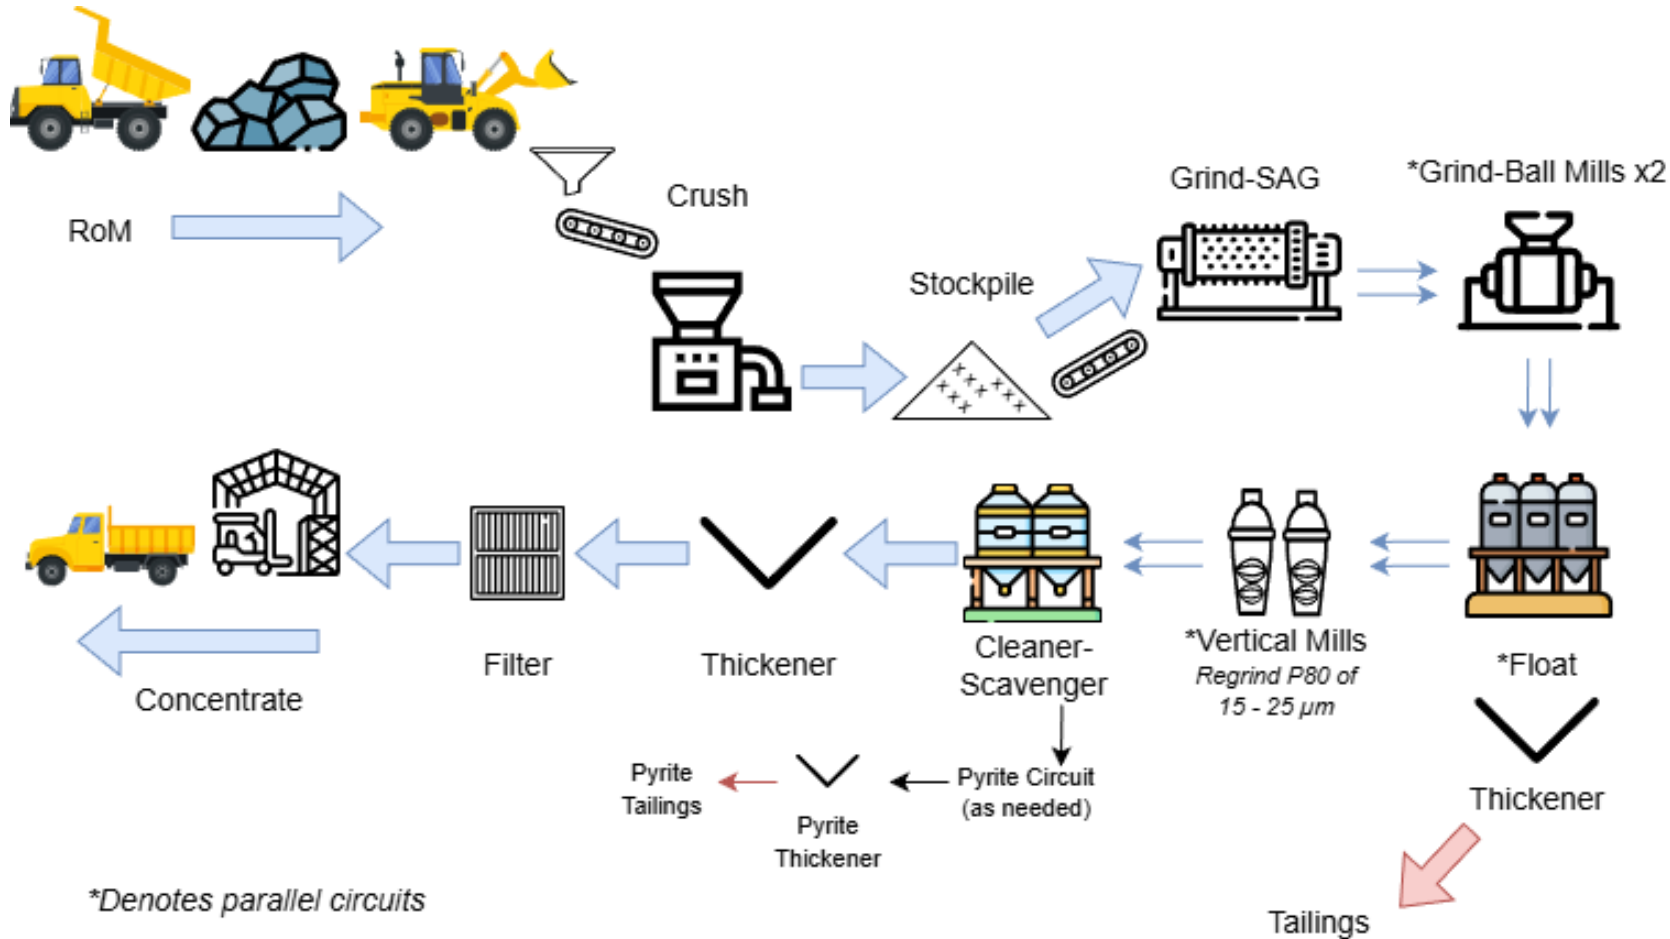 RoM
Crush
Stockpile
Grind-SAG
*Grind-Ball Mills x2
*Float
Thickener
Tailings
*Vertical Mills
Regrind P80 of
15 - 25 µm
Cleaner-
Scavenger
Pyrite Circuit
(as needed)
Pyrite
Thickener
Pyrite
Tailings
Thickener
Filter
Concentrate
*Denotes parallel circuits